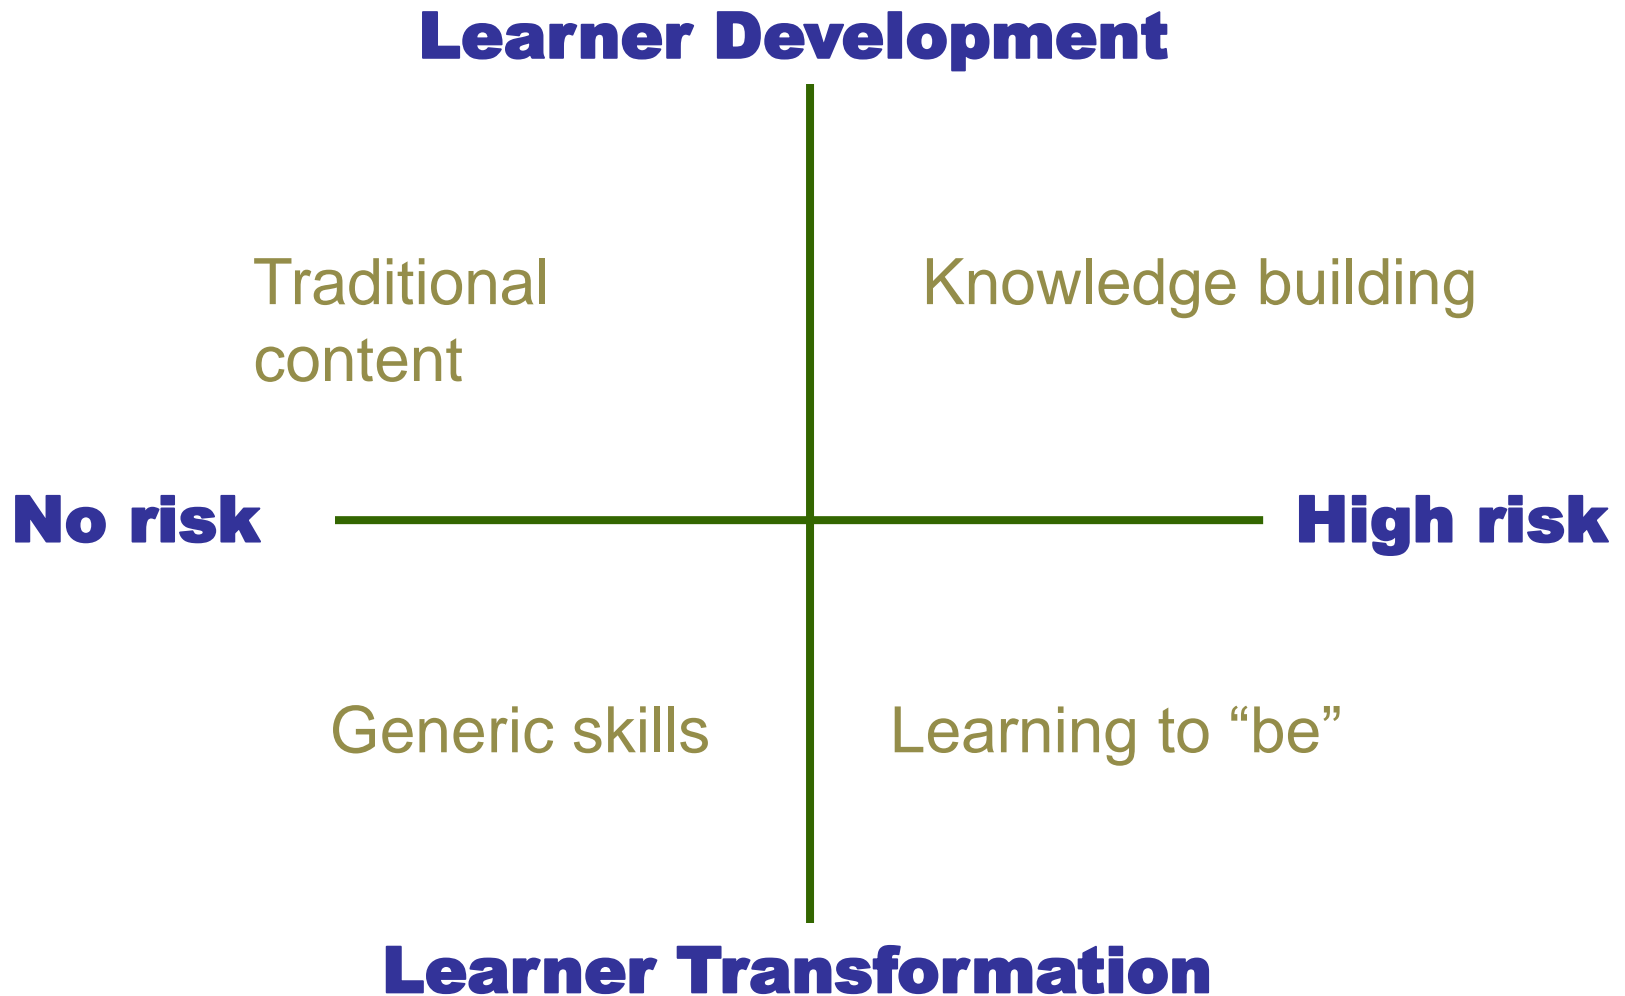 Learner Development
Traditional
content
Knowledge building
No risk
High risk
Generic skills
Learning to “be”
Learner Transformation